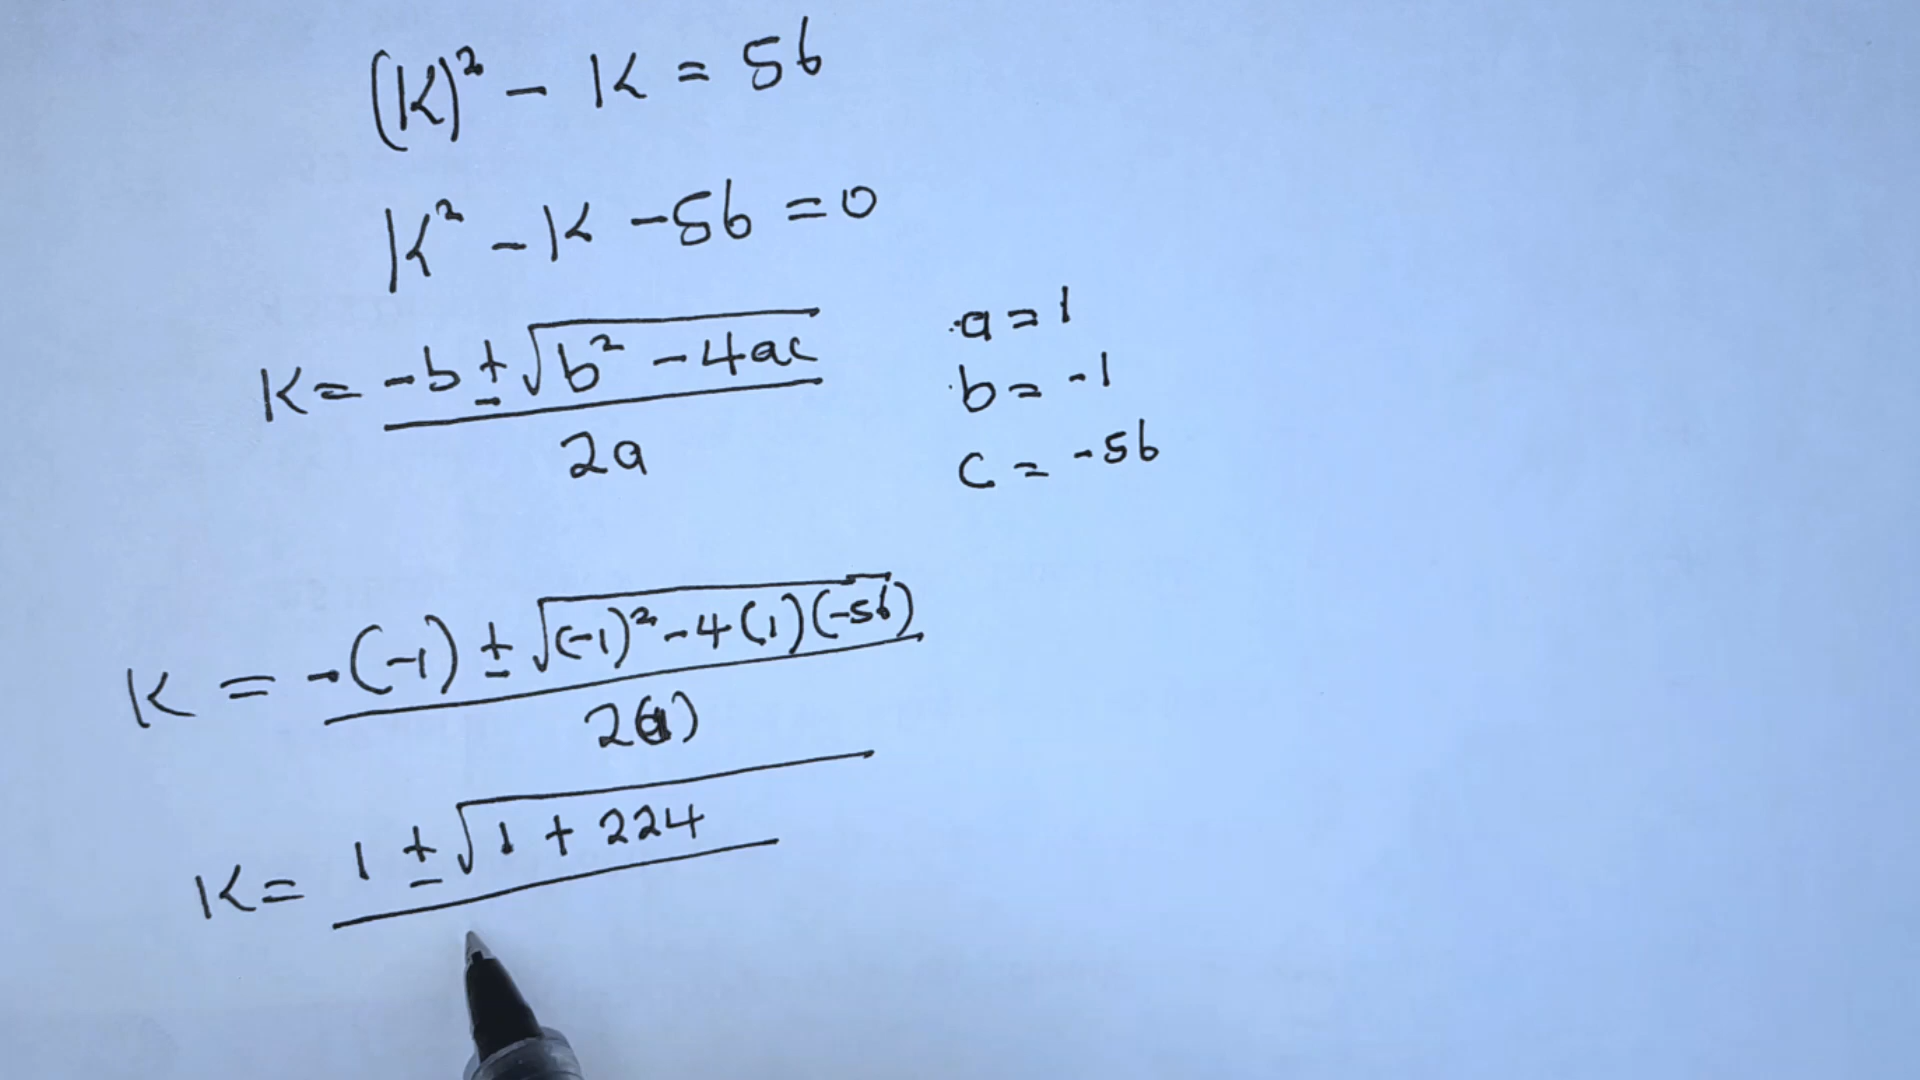 (K)² - K = 56
K² - K - 56 = 0
K = -b ± √b² - 4ac
2a
a = 1
b = -1
c = -56
K = -(-1) ± √(-1)² - 4(1)(-56)
2(1)
K = 1 ± √1 + 224